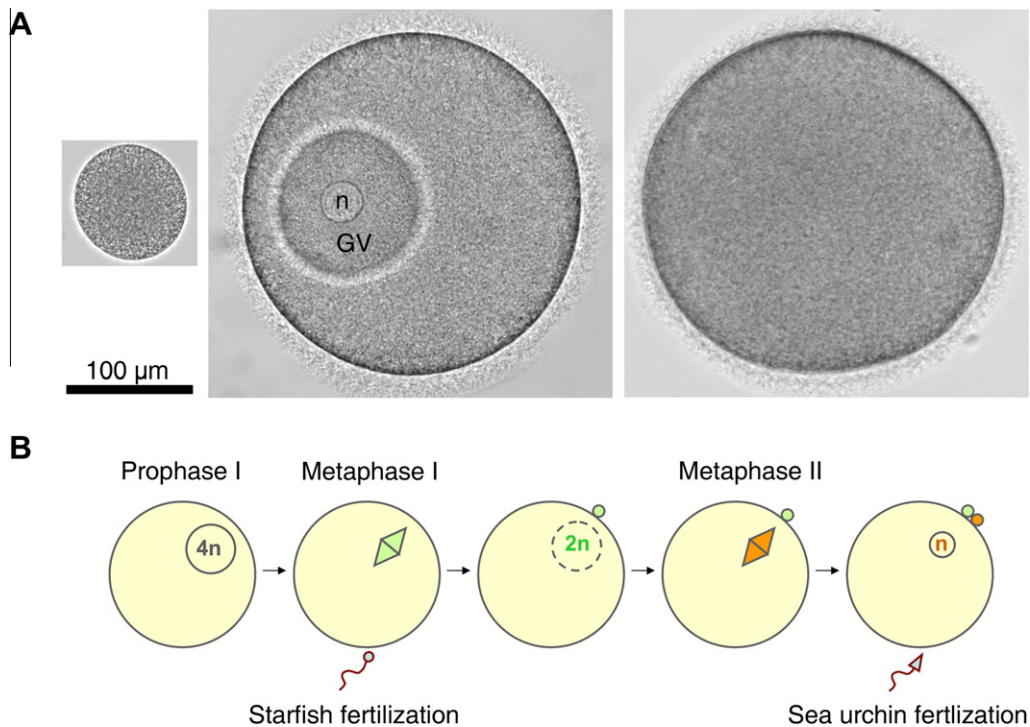 A
n
GV
100 µm
B
Prophase I
Metaphase I
Metaphase II
4n
2n
n
Starfish fertilization
Sea urchin fertlization